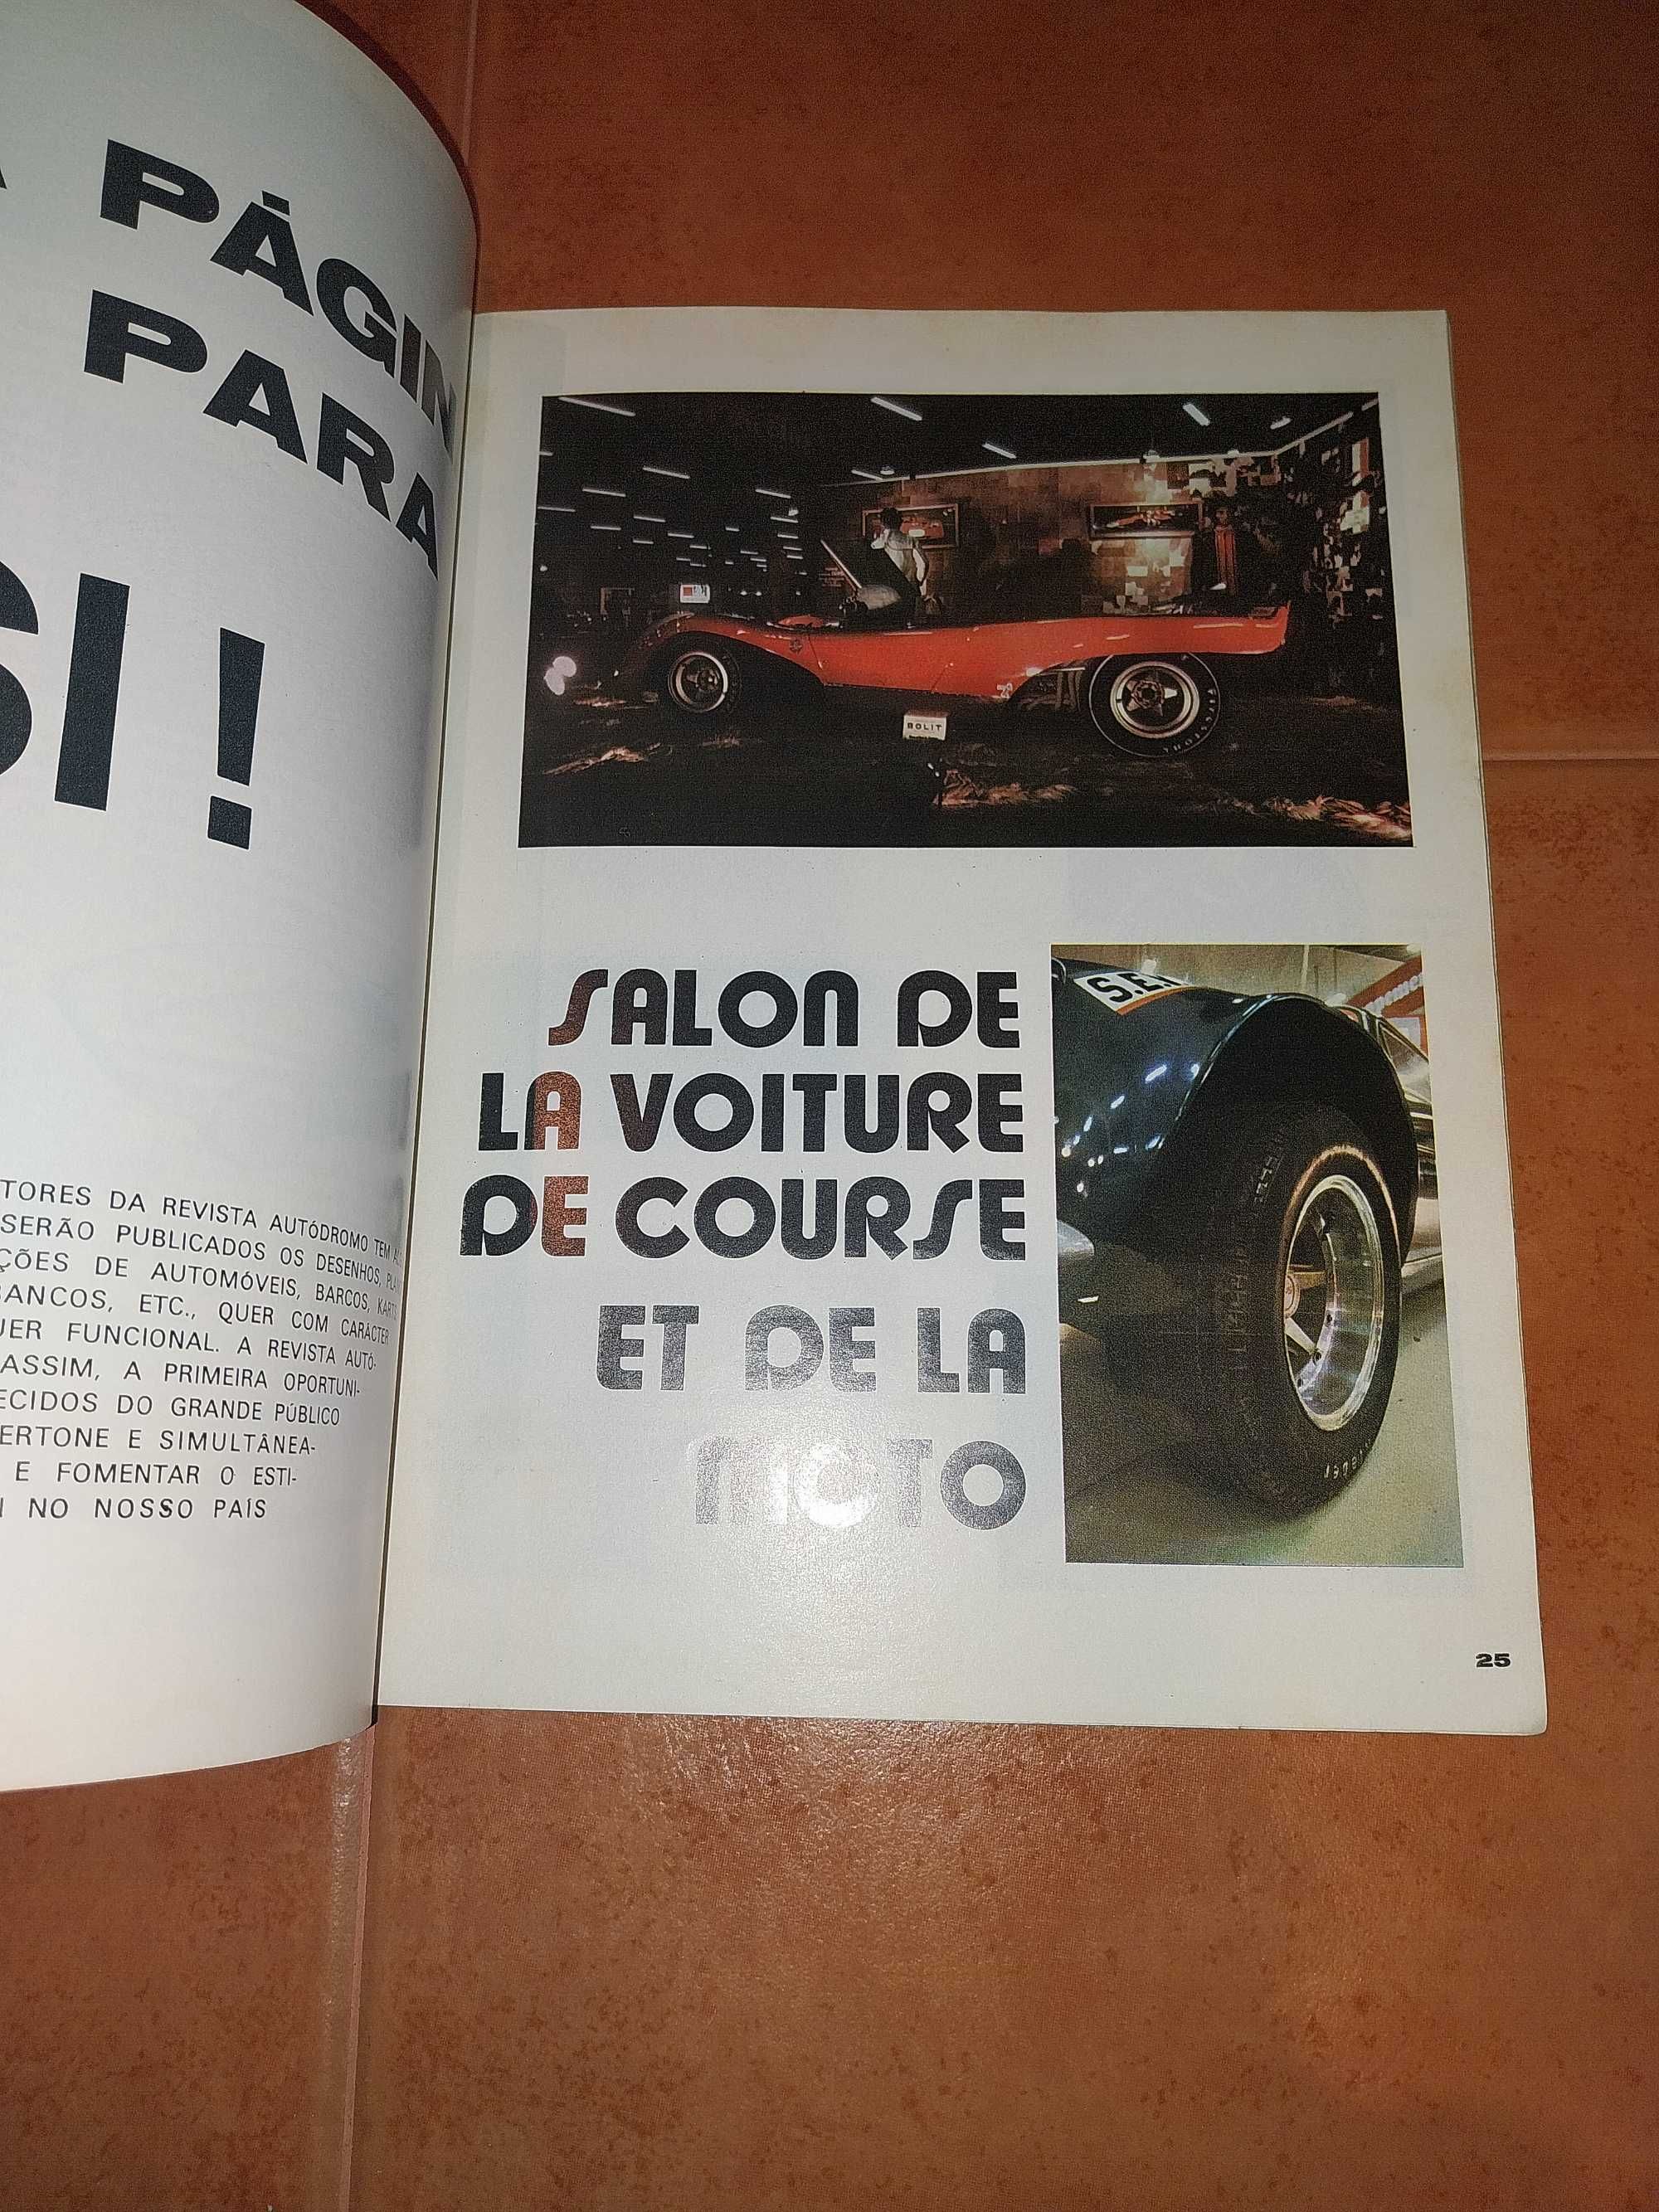 PÁGIN
PARA
SI !
TORES DA REVISTA AUTÓDROMO TEM
SERÃO PUBLICADOS OS DESENHOS,
ÇÕES DE AUTOMÓVEIS, BARCOS, KART
BANCOS, ETC., QUER COM CARÁCTER
UER FUNCIONAL. A REVISTA AUTÓ-
ASSIM, A PRIMEIRA OPORTUNI-
ECIDOS DO GRANDE PÚBLICO
ERTONE E SIMULTÂNEA-
E FOMENTAR O ESTI-
I NO NOSSO PAÍS
BOLIT
SALON DE
LA VOITURE
DE COURSE
ET DE LA
MOTO
S.E.
25